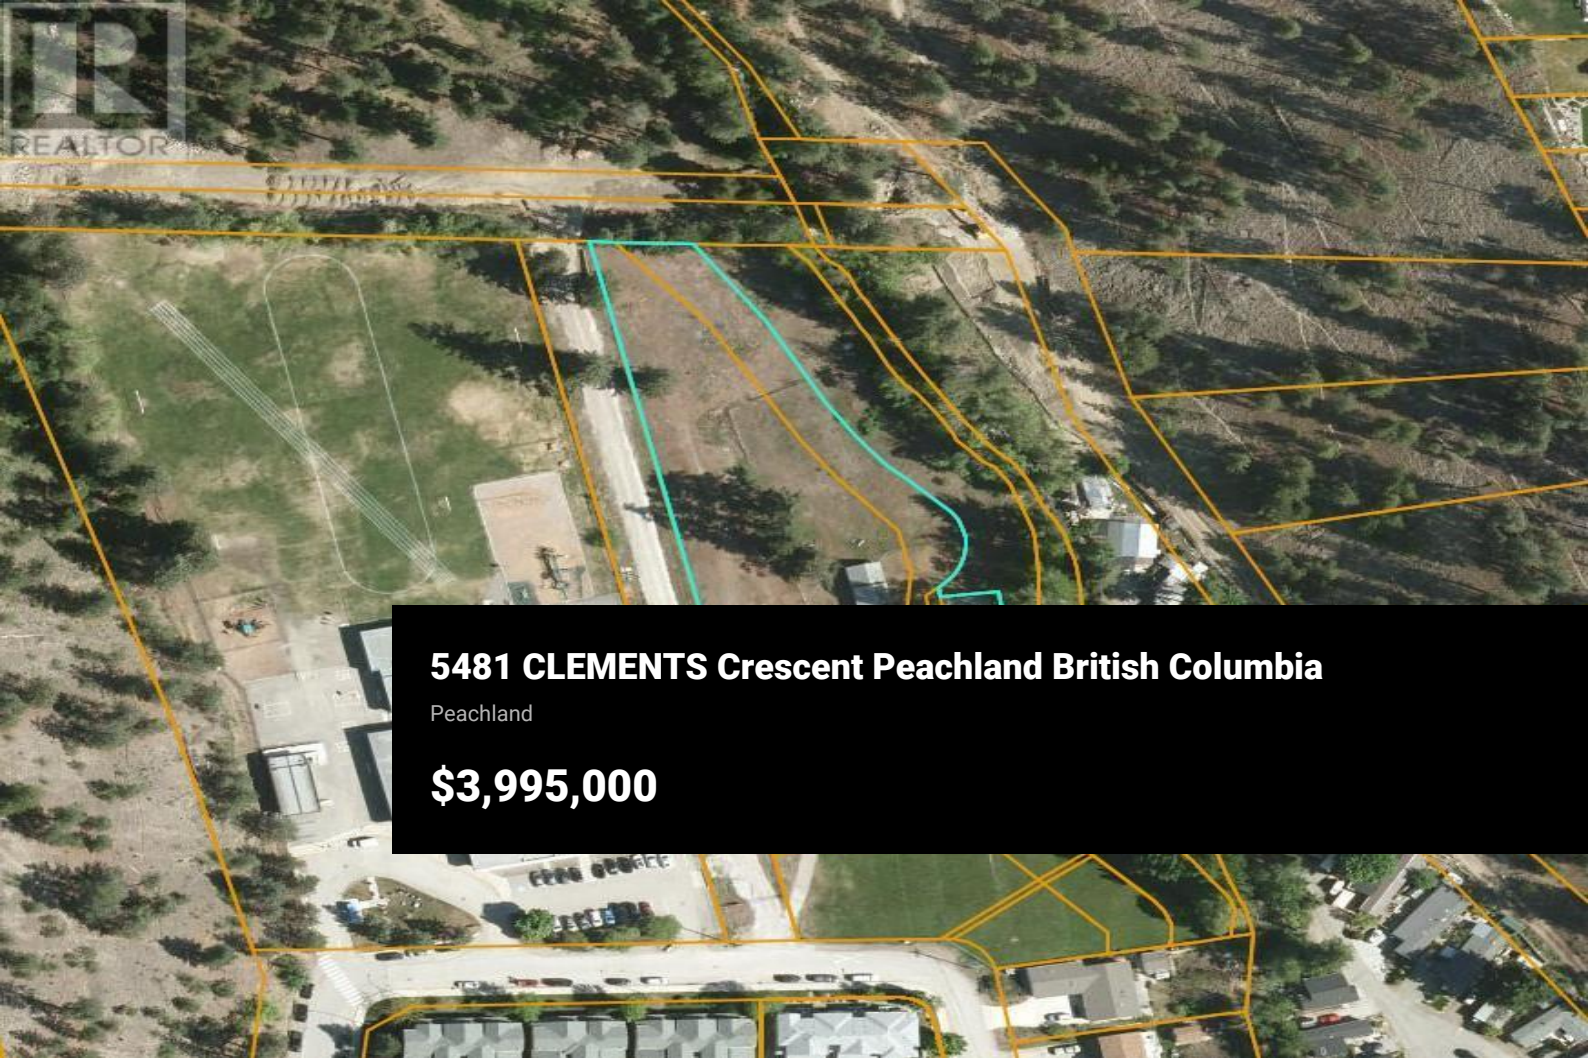 R
REALTOR
5481 CLEMENTS Crescent Peachland British Columbia
Peachland
$3,995,000